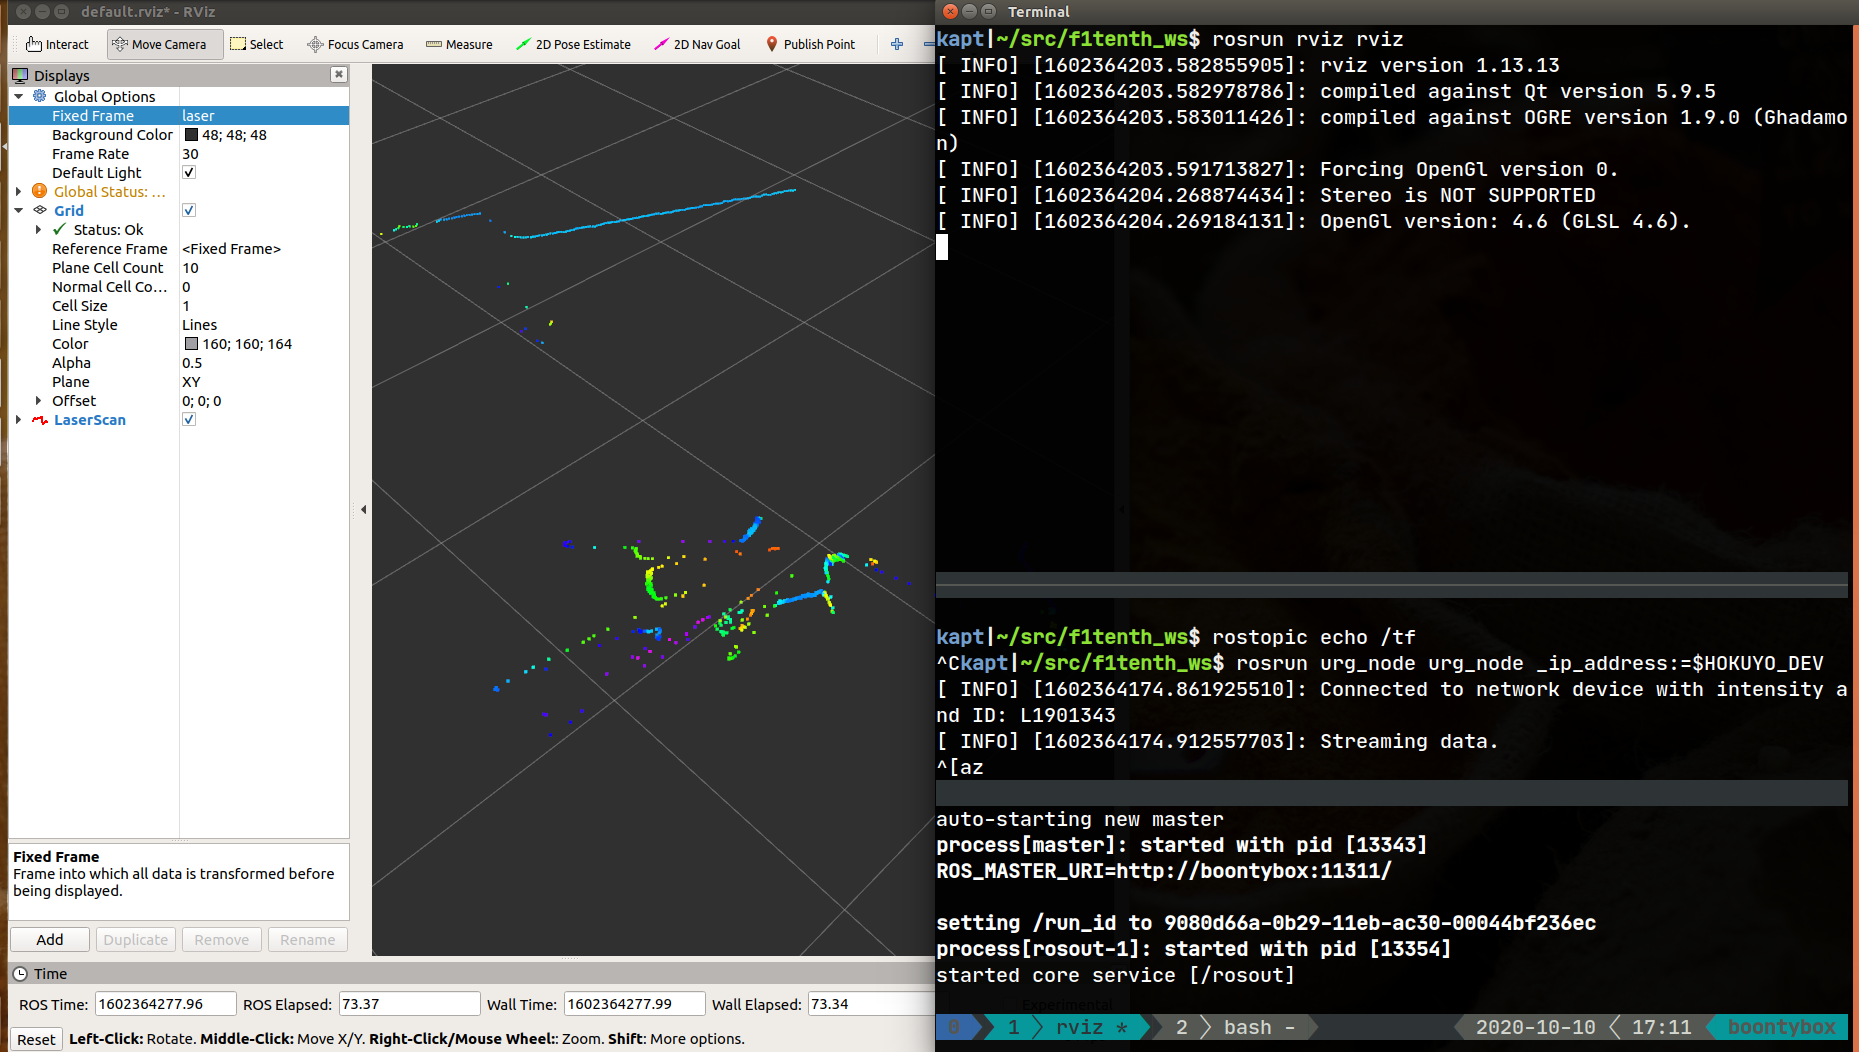 default.rviz* - RViz
Interact
Move Camera
Select
Focus Camera
Measure
2D Pose Estimate
2D Nav Goal
Publish Point
Displays
Global Options
Fixed Frame laser
Background Color 48; 48; 48
Frame Rate 30
Default Light
Global Status: ...
Grid
Status: Ok
Reference Frame <Fixed Frame>
Plane Cell Count 10
Normal Cell Co... 0
Cell Size 1
Line Style Lines
Color 160; 160; 164
Alpha 0.5
Plane XY
Offset 0; 0; 0
LaserScan
Fixed Frame
Frame into which all data is transformed before
being displayed.
Add Duplicate Remove Rename
Time
ROS Time: 1602364277.96 ROS Elapsed: 73.37 Wall Time: 1602364277.99 Wall Elapsed: 73.34
Experimental
Reset Left-Click: Rotate. Middle-Click: Move X/Y. Right-Click/Mouse Wheel:: Zoom. Shift: More options.
Terminal
kapt|~/src/f1tenth_ws$ rosrun rviz rviz
[ INFO] [1602364203.582855905]: rviz version 1.13.13
[ INFO] [1602364203.582978786]: compiled against Qt version 5.9.5
[ INFO] [1602364203.583011426]: compiled against OGRE version 1.9.0 (Ghadamo
n)
[ INFO] [1602364203.591713827]: Forcing OpenGl version 0.
[ INFO] [1602364204.268874434]: Stereo is NOT SUPPORTED
[ INFO] [1602364204.269184131]: OpenGl version: 4.6 (GLSL 4.6).
kapt|~/src/f1tenth_ws$ rostopic echo /tf
^Ckapt|~/src/f1tenth_ws$ rosrun urg_node urg_node _ip_address:=$HOKUYO_DEV
[ INFO] [1602364174.861925510]: Connected to network device with intensity a
nd ID: L1901343
[ INFO] [1602364174.912557703]: Streaming data.
^[az
auto-starting new master
process[master]: started with pid [13343]
ROS_MASTER_URI=http://boontybox:11311/
setting /run_id to 9080d66a-0b29-11eb-ac30-00044bf236ec
process[rosout-1]: started with pid [13354]
started core service [/rosout]
0 1 rviz * 2 bash - 2020-10-10 17:11 boontybox